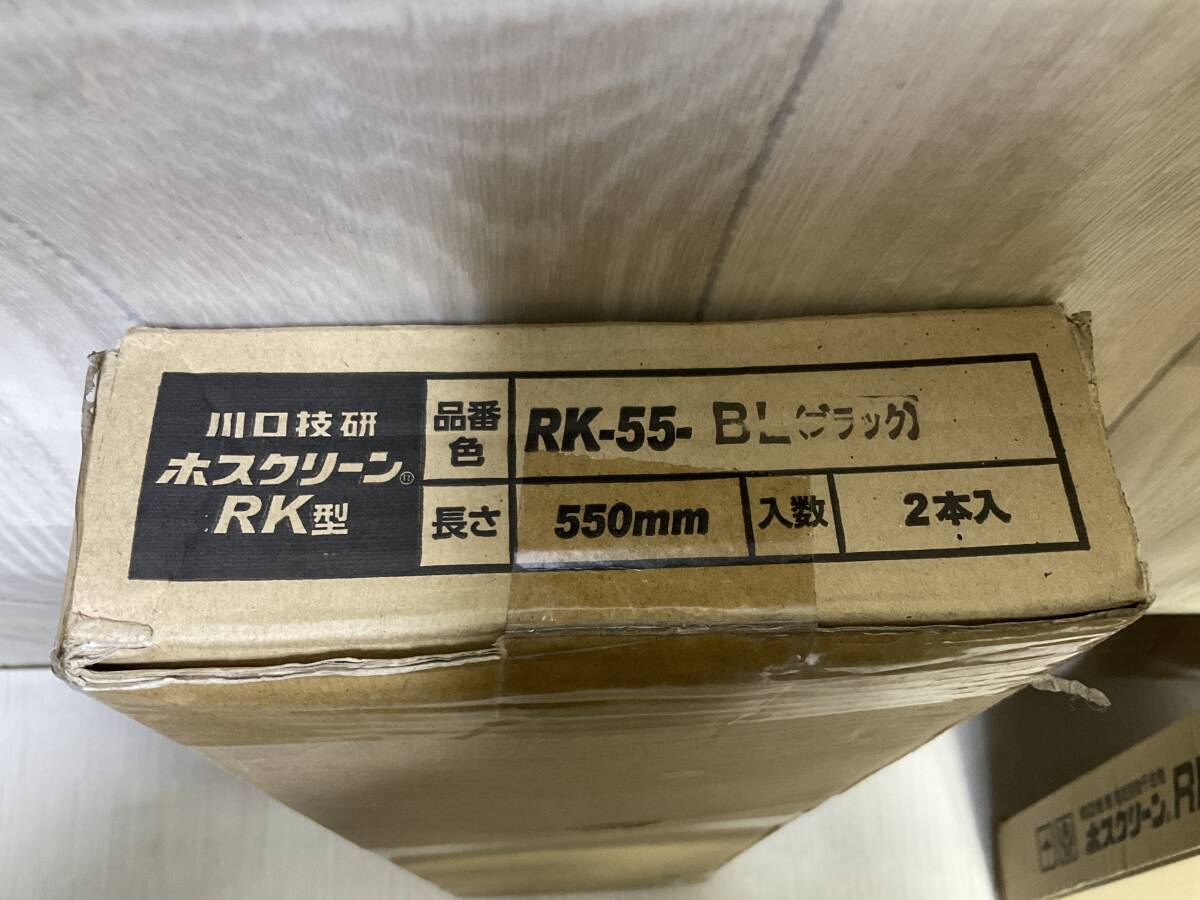 川口技研
ホスクリーン®
RK型
品番
色
RK-55-BL(ブラック)
長さ
550mm
入数
2本入
ホスクリーン®